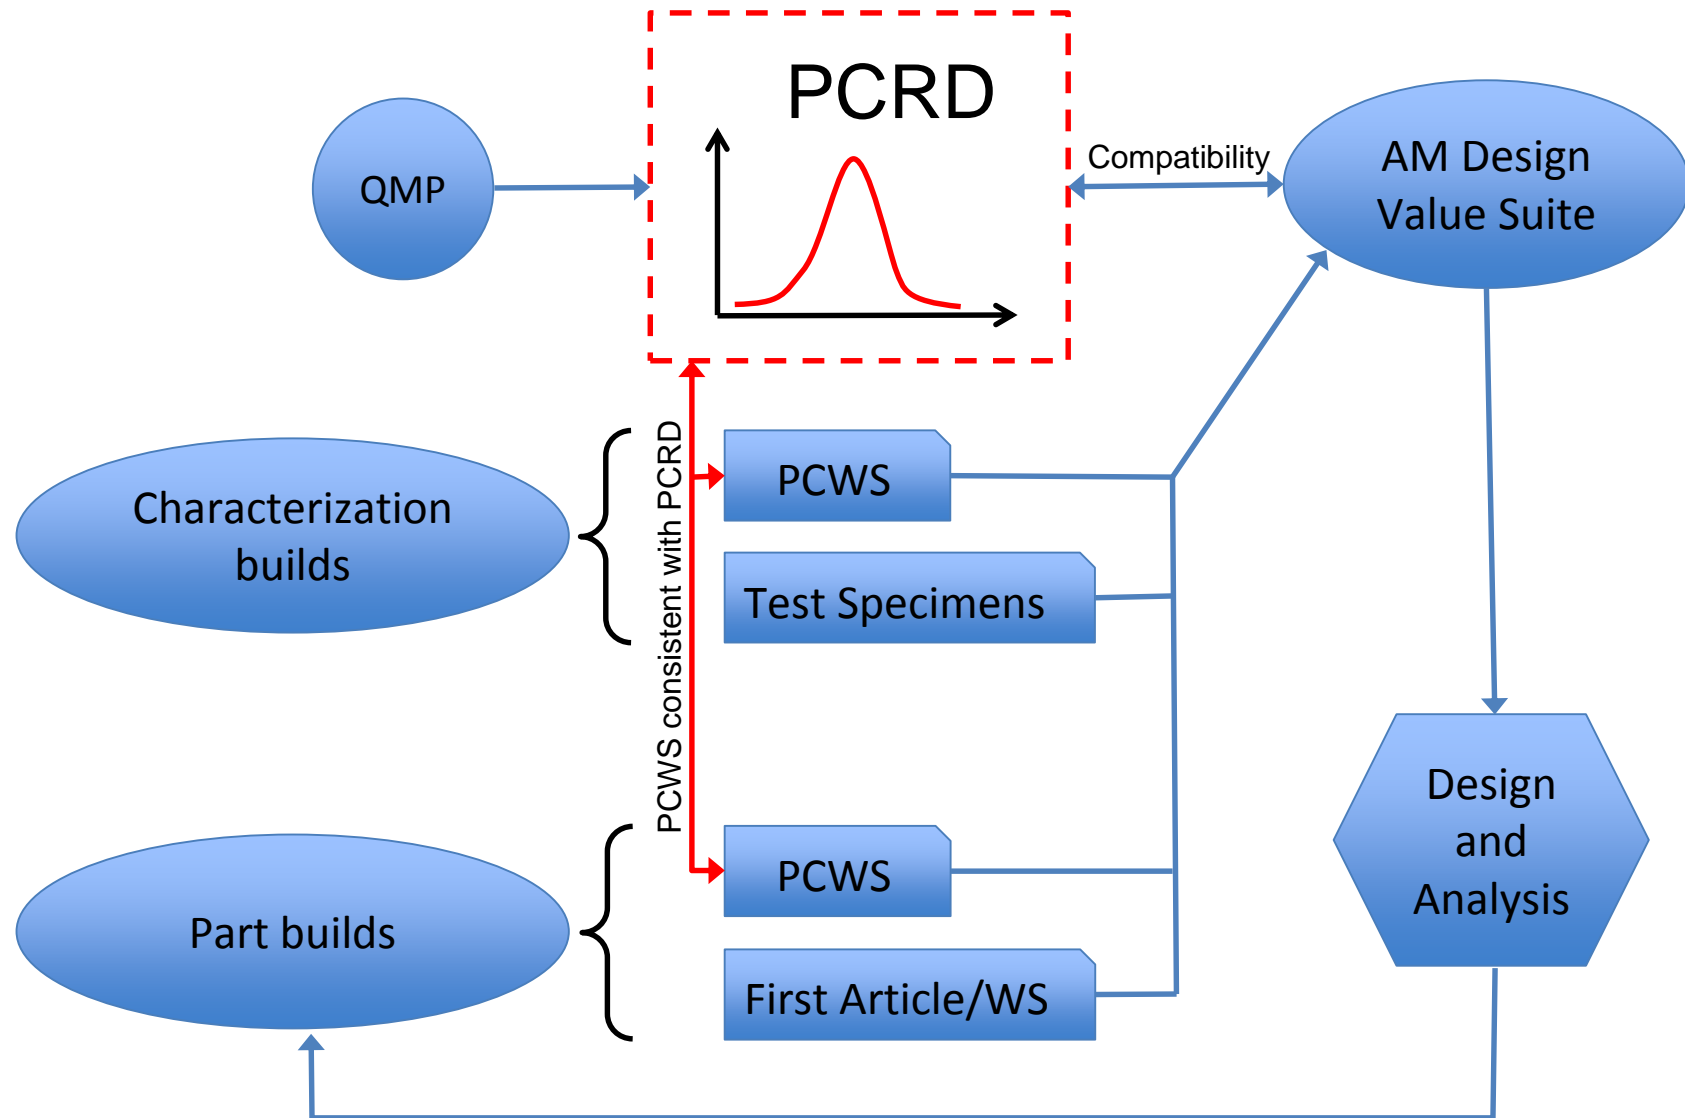 PCRD
QMP
Compatibility
AM Design
Value Suite
PCWS consistent with PCRD
Characterization
builds
PCWS
Test Specimens
Part builds
PCWS
First Article/WS
Design
and
Analysis